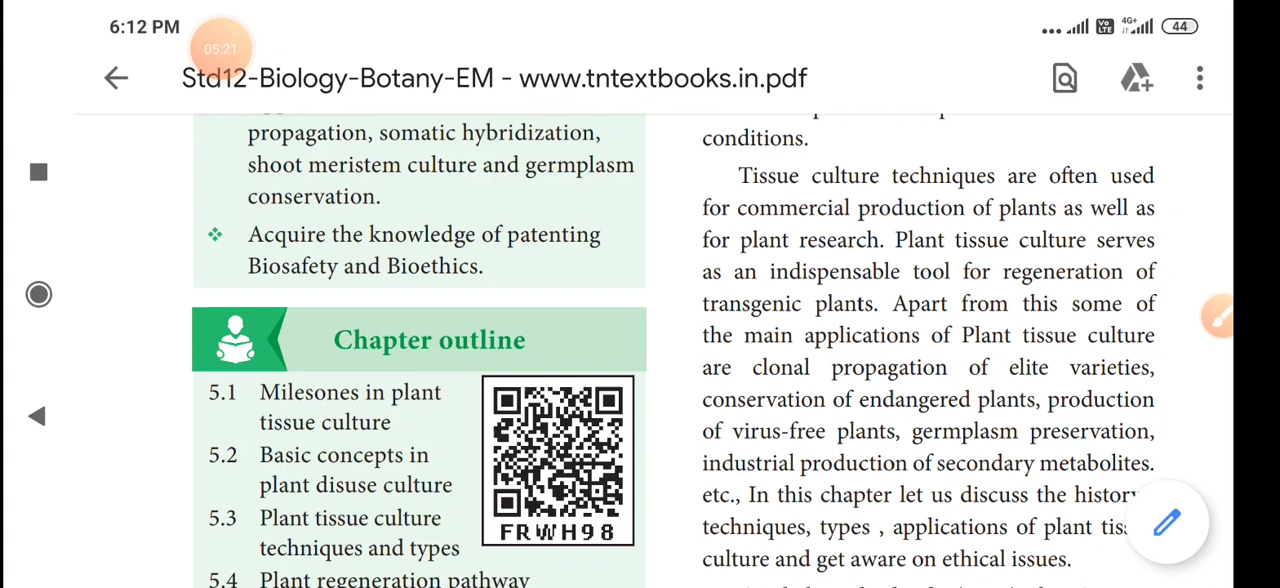 6:12 PM
05:21
4G+
Vo
LTE
44
Std12-Biology-Botany-EM - www.tntextbooks.in.pdf
propagation, somatic hybridization,
shoot meristem culture and germplasm
conservation.
Acquire the knowledge of patenting
Biosafety and Bioethics.
Chapter outline
5.1 Milesones in plant
tissue culture
5.2 Basic concepts in
plant disuse culture
5.3 Plant tissue culture
techniques and types
5.4 Plant regeneration pathway
FRWH98
conditions.
Tissue culture techniques are often used
for commercial production of plants as well as
for plant research. Plant tissue culture serves
as an indispensable tool for regeneration of
transgenic plants. Apart from this some of
the main applications of Plant tissue culture
are clonal propagation of elite varieties,
conservation of endangered plants, production
of virus-free plants, germplasm preservation,
industrial production of secondary metabolites.
etc., In this chapter let us discuss the history
techniques, types , applications of plant tiss
culture and get aware on ethical issues.